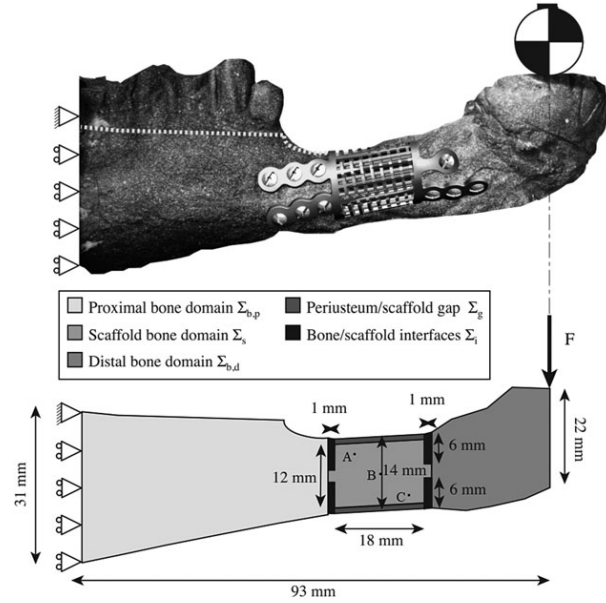 Proximal bone domain Σb,p
Periusteum/scaffold gap Σg
Scaffold bone domain Σs
Bone/scaffold interfaces Σi
Distal bone domain Σb,d
F
1 mm
1 mm
31 mm
12 mm
A
B
C
14 mm
6 mm
6 mm
22 mm
18 mm
93 mm